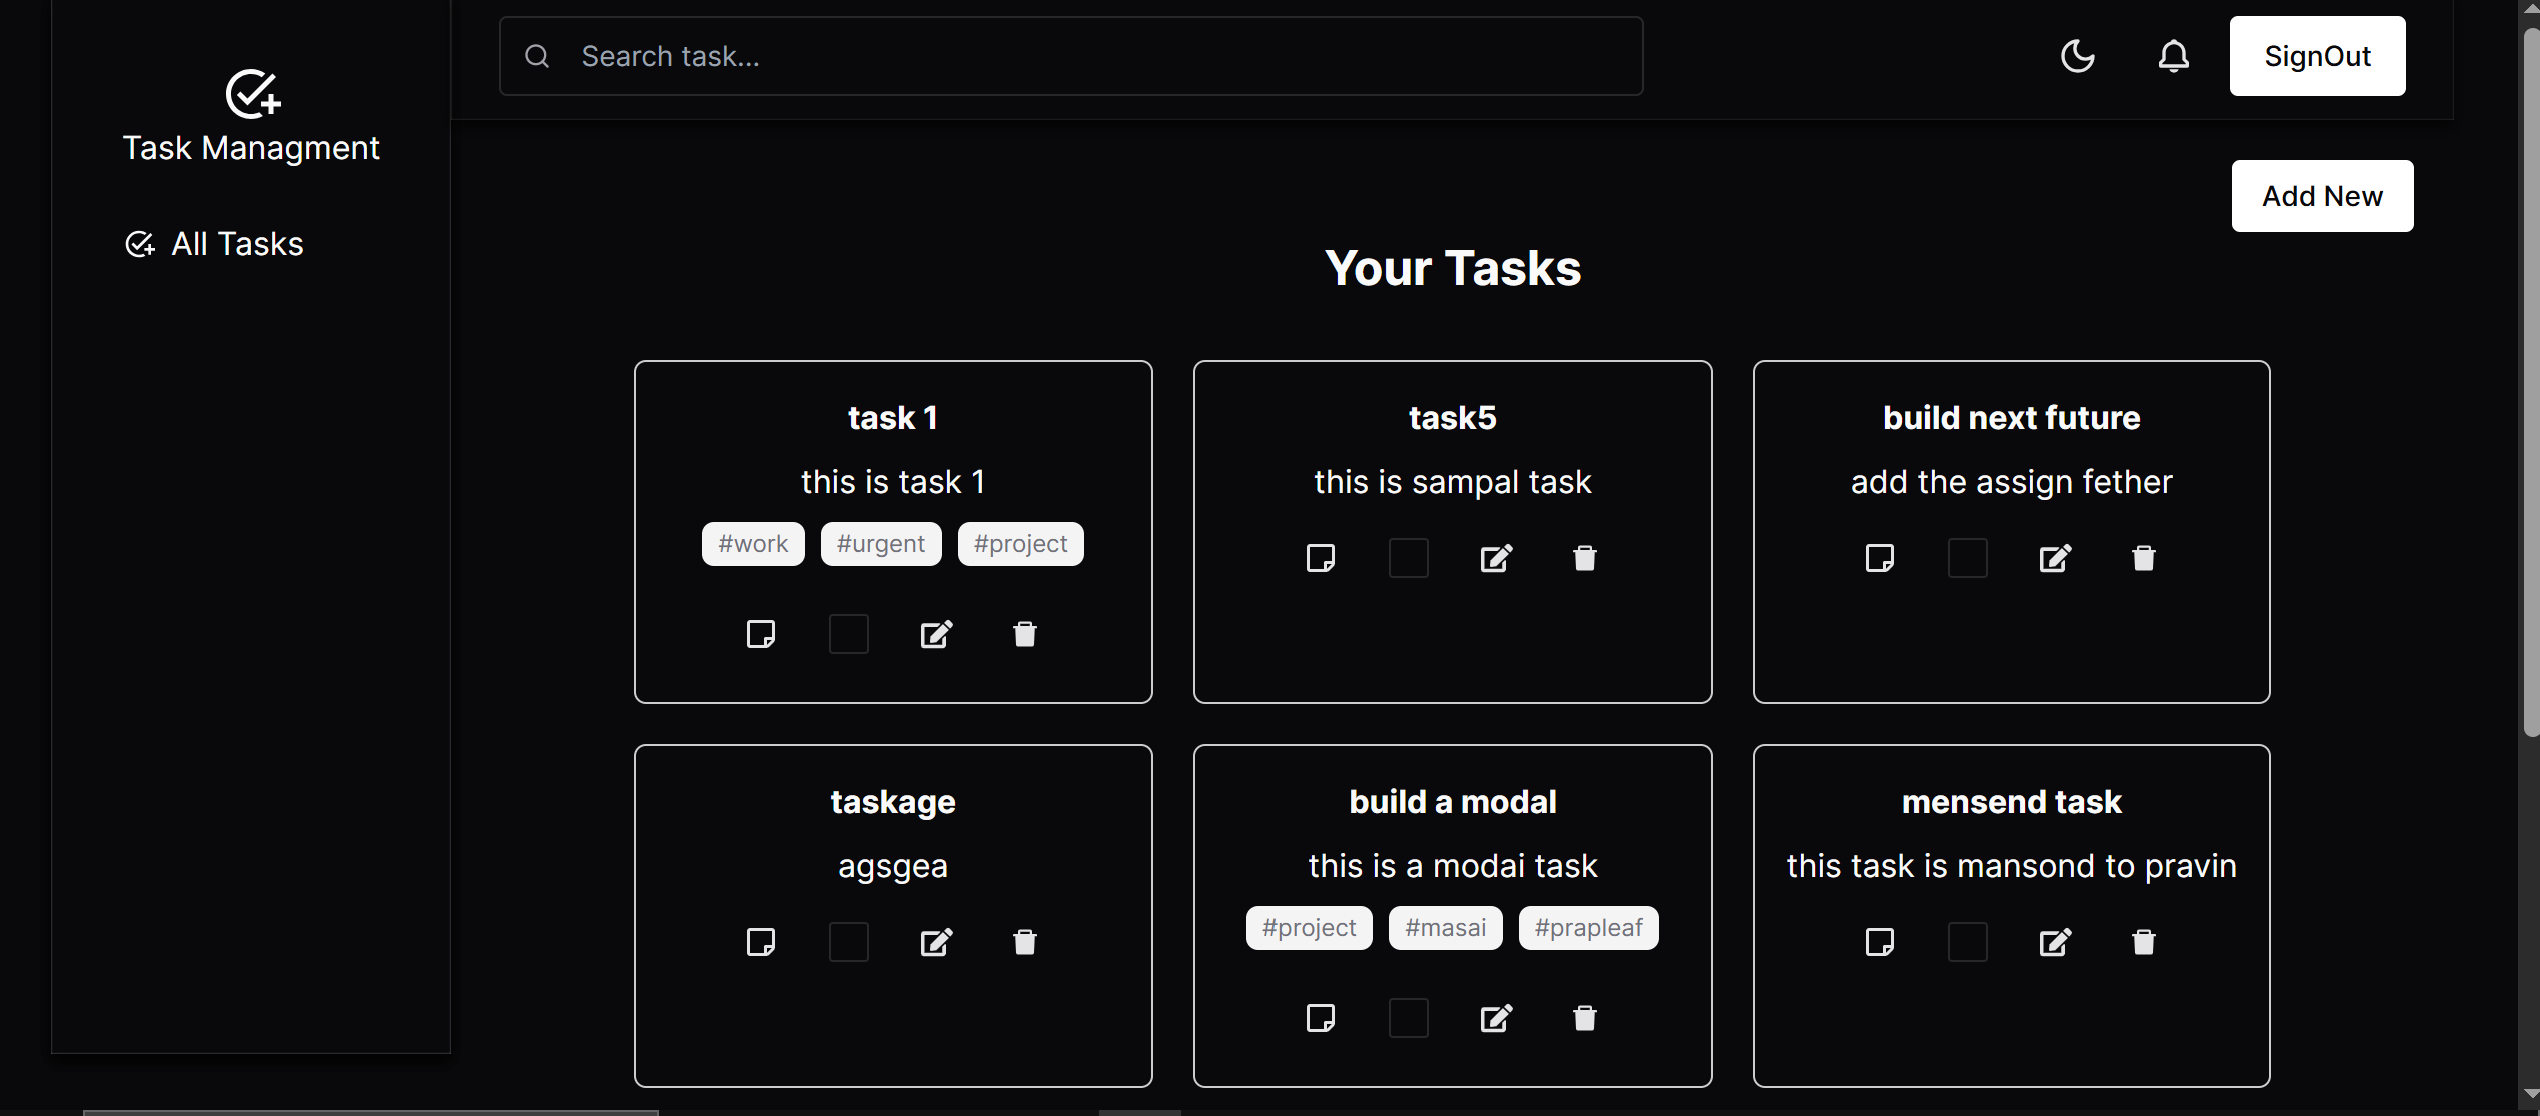 Task Managment
All Tasks
Search task...
SignOut
Add New
Your Tasks
task 1
this is task 1
#work #urgent #project
task5
this is sampal task
build next future
add the assign fether
taskage
agsgea
build a modal
this is a modai task
#project #masai #prapleaf
mensend task
this task is mansond to pravin